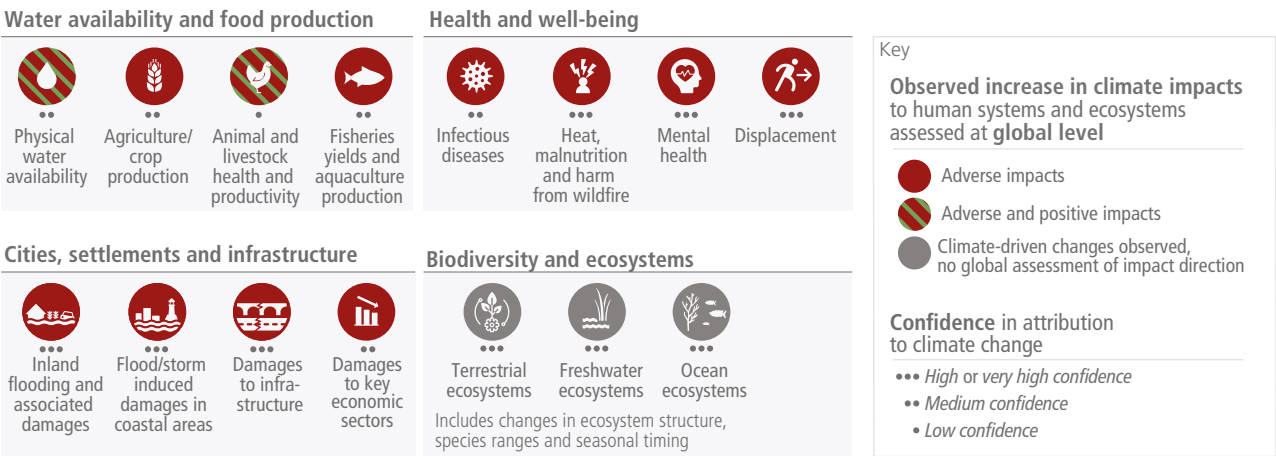 Water availability and food production
Physical
water
availability
Agriculture/
crop
production
Animal and
livestock
health and
productivity
Fisheries
yields and
aquaculture
production
Health and well-being
Infectious
diseases
Heat,
malnutrition
and harm
from wildfire
Mental
health
Displacement
Cities, settlements and infrastructure
Inland
flooding and
associated
damages
Flood/storm
induced
damages in
coastal areas
Damages
to infra-
structure
Damages
to key
economic
sectors
Biodiversity and ecosystems
Terrestrial
ecosystems
Freshwater
ecosystems
Ocean
ecosystems
Includes changes in ecosystem structure,
species ranges and seasonal timing
Key
Observed increase in climate impacts
to human systems and ecosystems
assessed at global level
Adverse impacts
Adverse and positive impacts
Climate-driven changes observed,
no global assessment of impact direction
Confidence in attribution
to climate change
••• High or very high confidence
•• Medium confidence
• Low confidence